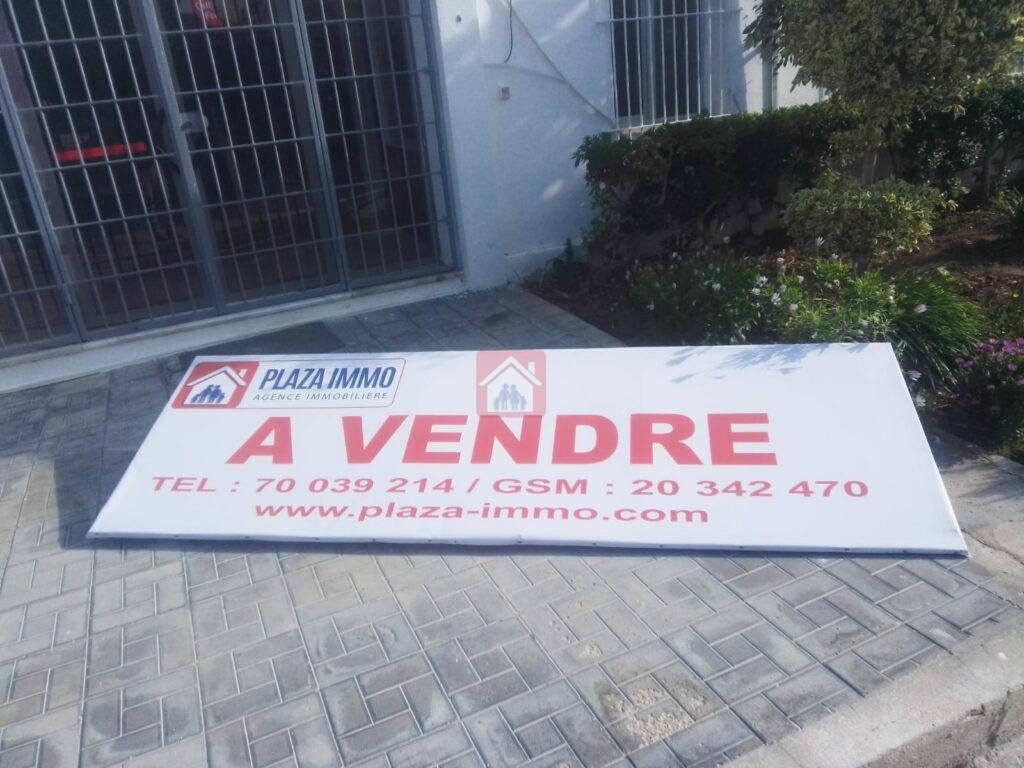 PLAZA IMMO
AGENCE IMMOBILIERE
A VENDRE
TEL : 70 039 214 / GSM : 20 342 470
www.plaza-immo.com